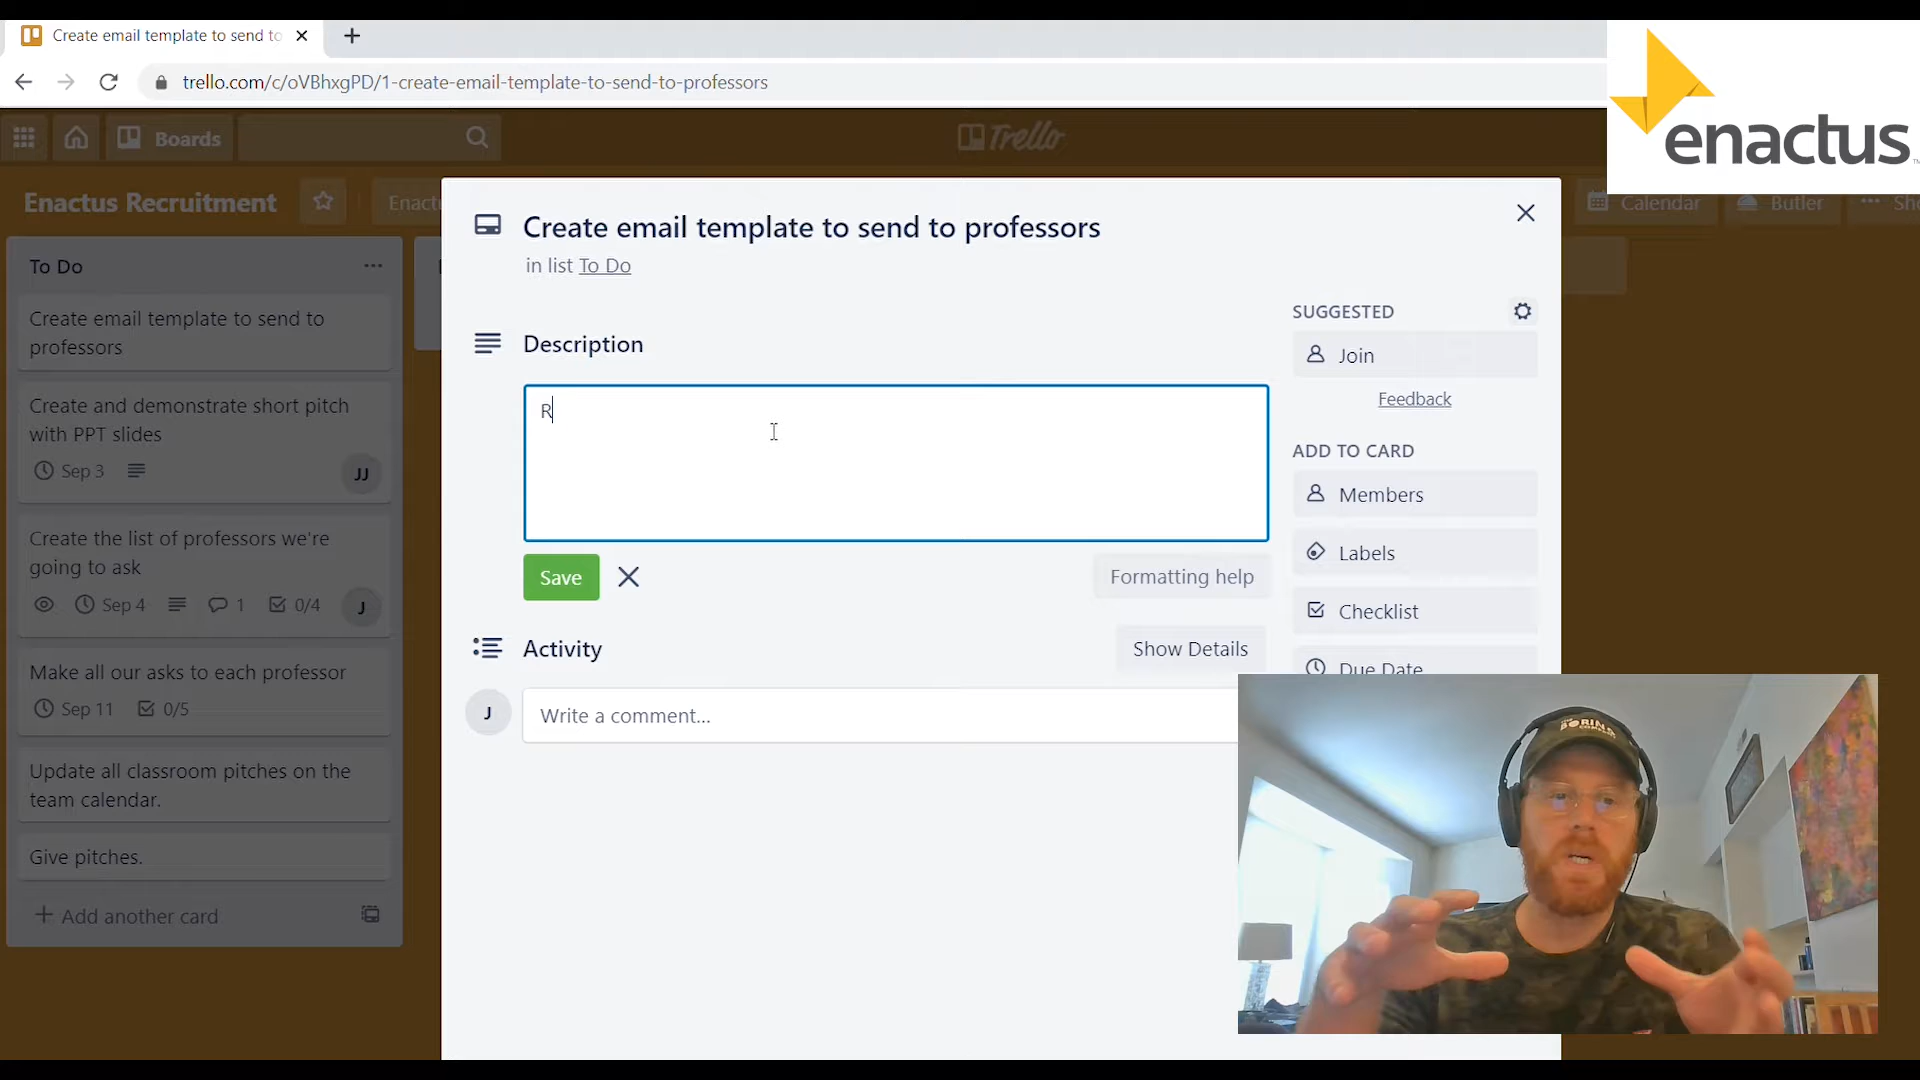 Create email template to send to
trello.com/c/oVBhxgPD/1-create-email-template-to-send-to-professors
enactus
TM
Boards
Trello
Enactus Recruitment
Enactu
Calendar
Butler
Sho
To Do
Create email template to send to
professors
Create and demonstrate short pitch
with PPT slides
Sep 3
JJ
Create the list of professors we're
going to ask
Sep 4
1
0/4
J
Make all our asks to each professor
Sep 11
0/5
Update all classroom pitches on the
team calendar.
Give pitches.
Add another card
Create email template to send to professors
in list To Do
Description
R
Save
Formatting help
Activity
Show Details
J
Write a comment...
SUGGESTED
Join
Feedback
ADD TO CARD
Members
Labels
Checklist
Due Date
BORING